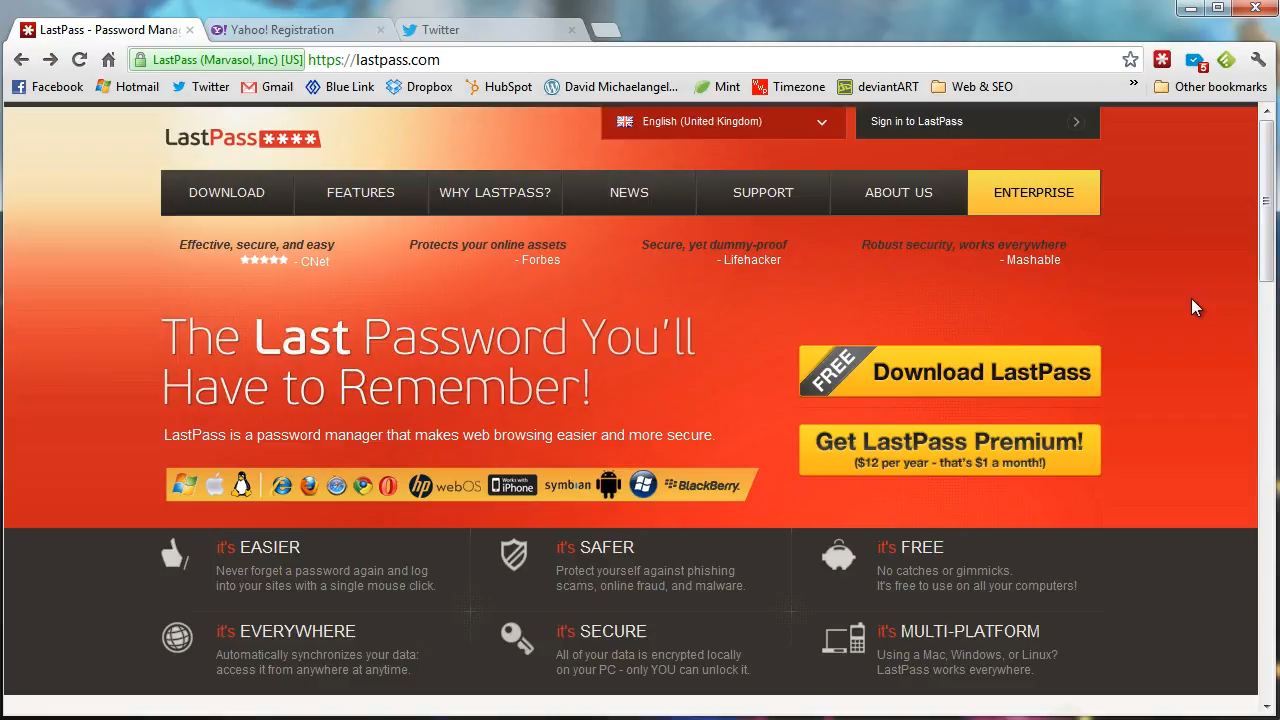 LastPass - Password Mana
Yahoo! Registration
Twitter
LastPass (Marvasol, Inc) [US] https://lastpass.com
5
Facebook Hotmail Twitter Gmail Blue Link Dropbox HubSpot David Michaelangel... Mint Timezone deviantART Web & SEO » Other bookmarks
LastPass ****
English (United Kingdom)
Sign in to LastPass
DOWNLOAD FEATURES WHY LASTPASS? NEWS SUPPORT ABOUT US ENTERPRISE
Effective, secure, and easy
- CNet
Protects your online assets
- Forbes
Secure, yet dummy-proof
- Lifehacker
Robust security, works everywhere
- Mashable
The Last Password You'll
Have to Remember!
LastPass is a password manager that makes web browsing easier and more secure.
FREE
Download LastPass
Get LastPass Premium!
($12 per year - that's $1 a month!)
hp webOS Works with iPhone symbian BlackBerry.
it's EASIER
Never forget a password again and log
into your sites with a single mouse click.
it's SAFER
Protect yourself against phishing
scams, online fraud, and malware.
it's FREE
No catches or gimmicks.
It's free to use on all your computers!
it's EVERYWHERE
Automatically synchronizes your data:
access it from anywhere at anytime.
it's SECURE
All of your data is encrypted locally
on your PC - only YOU can unlock it.
it's MULTI-PLATFORM
Using a Mac, Windows, or Linux?
LastPass works everywhere.